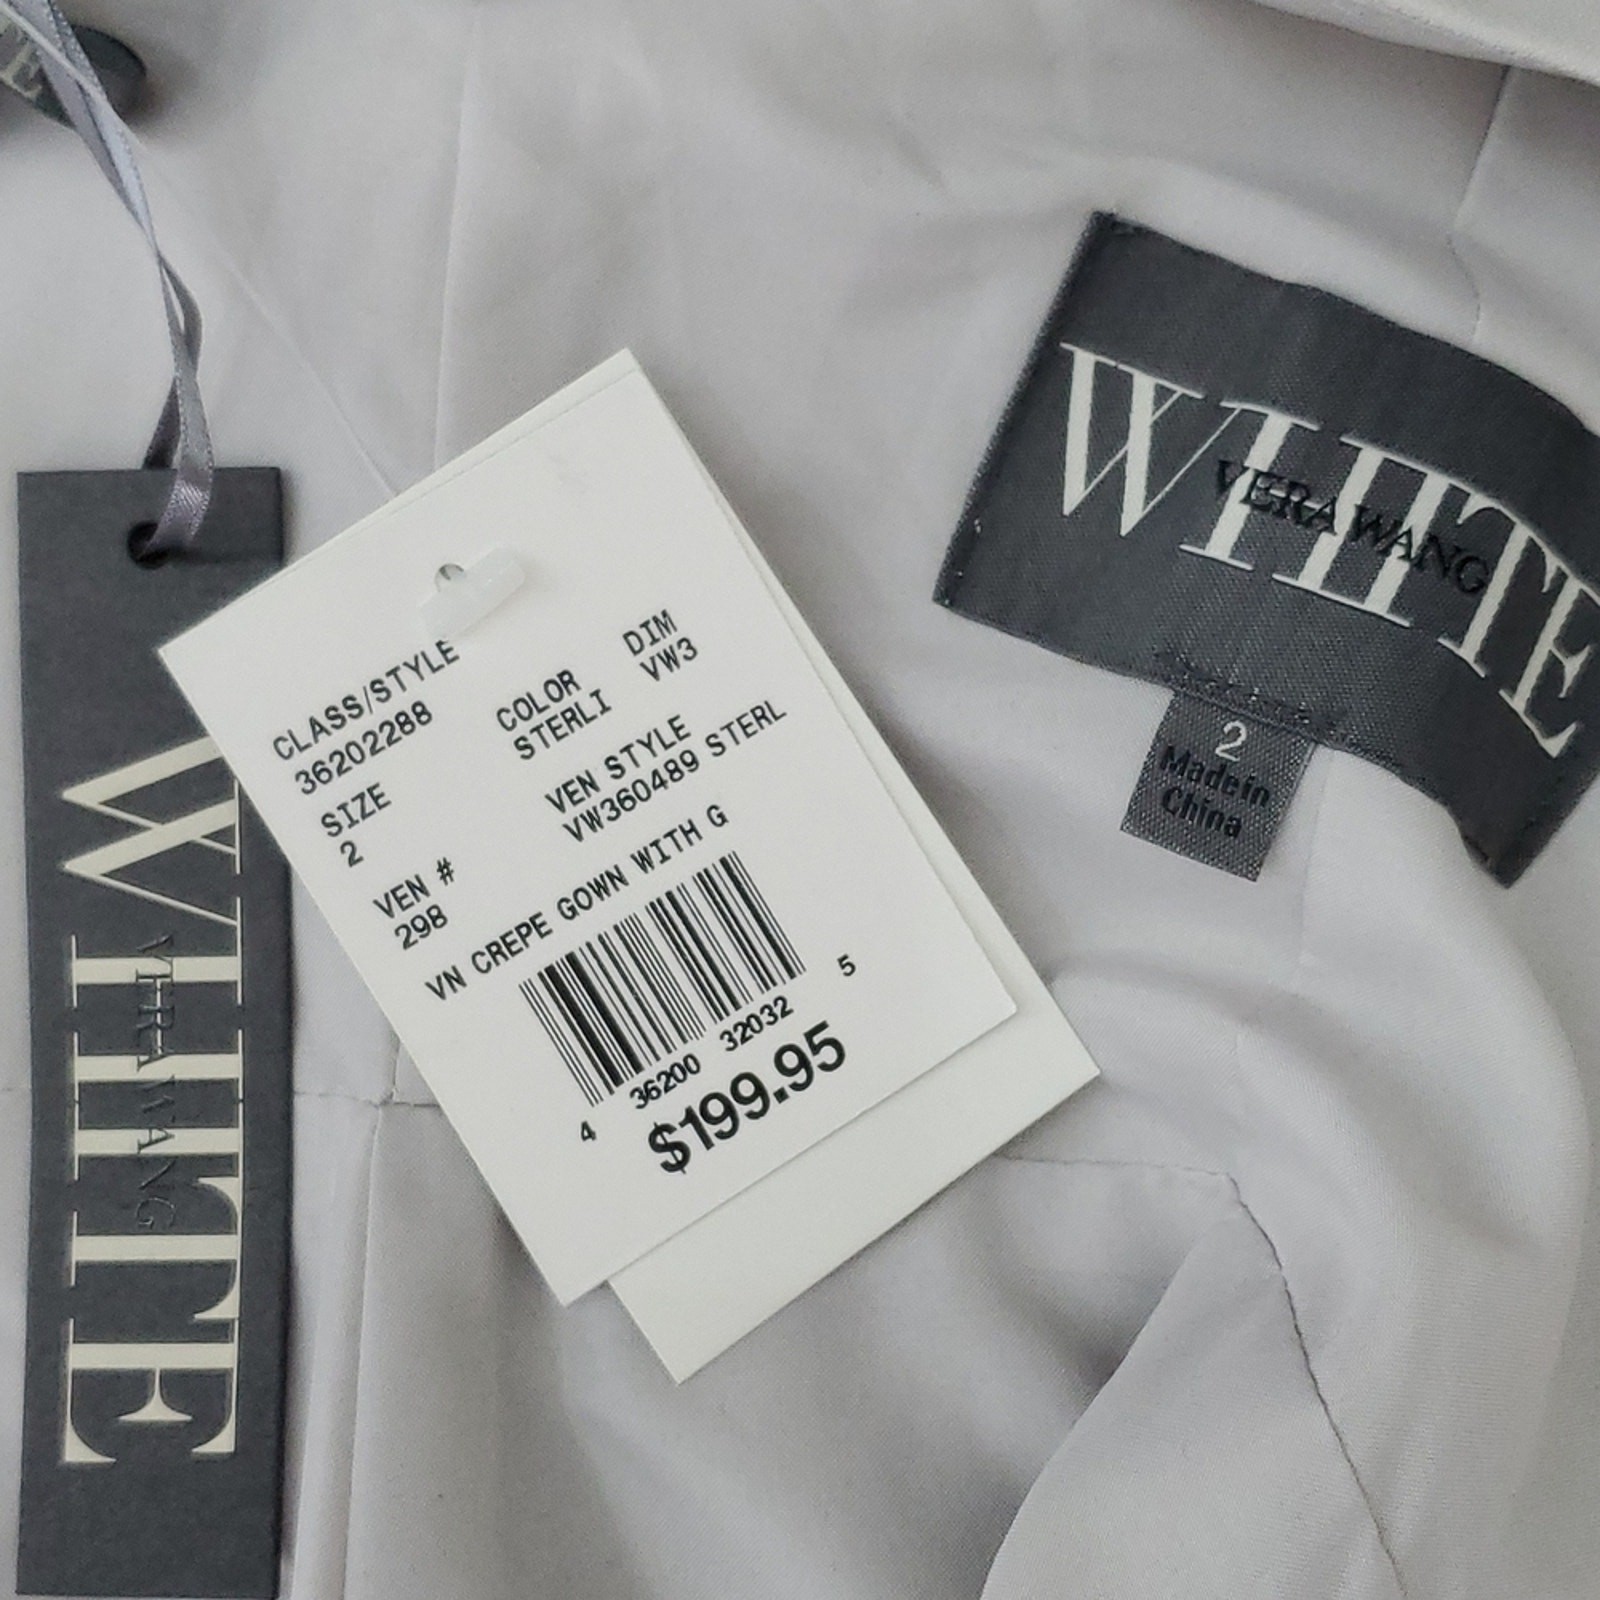 E
WHITE
VERA WANG
CLASS/STYLE
36202288
COLOR
STERLI
DIM
VW3
SIZE
2
VEN STYLE
VW360489 STERL
VEN #
298
VN CREPE GOWN WITH G
4 36200 32032 5
$199.95
WHITE
VERA WANG
2
Made in
China